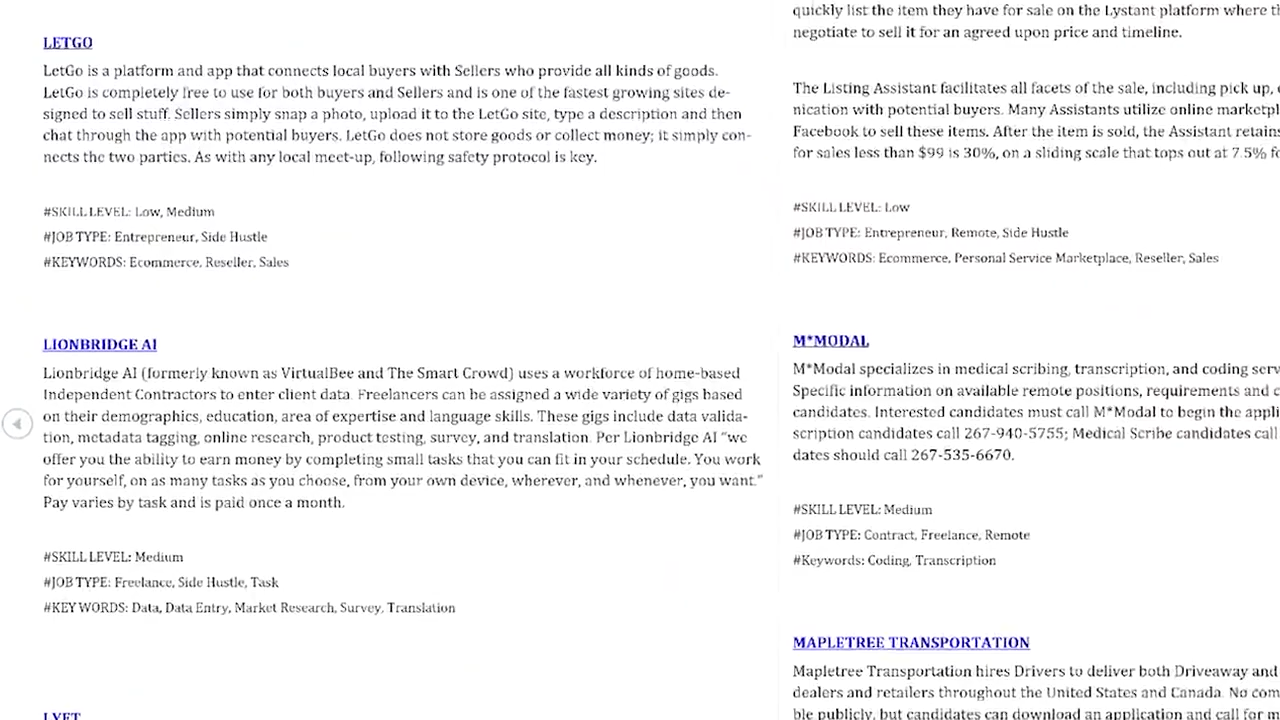 LETGO
LetGo is a platform and app that connects local buyers with Sellers who provide all kinds of goods.
LetGo is completely free to use for both buyers and Sellers and is one of the fastest growing sites de-
signed to sell stuff. Sellers simply snap a photo, upload it to the LetGo site, type a description and then
chat through the app with potential buyers. LetGo does not store goods or collect money; it simply con-
nects the two parties. As with any local meet-up, following safety protocol is key.
#SKILL LEVEL: Low, Medium
#JOB TYPE: Entrepreneur, Side Hustle
#KEYWORDS: Ecommerce, Reseller, Sales
LIONBRIDGE AI
Lionbridge AI (formerly known as VirtualBee and The Smart Crowd) uses a workforce of home-based
Independent Contractors to enter client data. Freelancers can be assigned a wide variety of gigs based
on their demographics, education, area of expertise and language skills. These gigs include data valida-
tion, metadata tagging, online research, product testing, survey, and translation. Per Lionbridge AI "we
offer you the ability to earn money by completing small tasks that you can fit in your schedule. You work
for yourself, on as many tasks as you choose, from your own device, wherever, and whenever, you want."
Pay varies by task and is paid once a month.
#SKILL LEVEL: Medium
#JOB TYPE: Freelance, Side Hustle, Task
#KEY WORDS: Data, Data Entry, Market Research, Survey, Translation
quickly list the item they have for sale on the Lystant platform where
negotiate to sell it for an agreed upon price and timeline.
The Listing Assistant facilitates all facets of the sale, including pick up,
nication with potential buyers. Many Assistants utilize online
Facebook to sell these items. After the item is sold, the Assistant
for sales less than $99 is 30%, on a sliding scale that tops out at 7.5%
#SKILL LEVEL: Low
#JOB TYPE: Entrepreneur, Remote, Side Hustle
#KEYWORDS: Ecommerce, Personal Service Marketplace, Reseller, Sales
M*MODAL
M*Modal specializes in medical scribing, transcription, and coding
Specific information on available remote positions, requirements and
candidates. Interested candidates must call M*Modal to begin the
scription candidates call 267-940-5755; Medical Scribe candidates call
dates should call 267-535-6670.
#SKILL LEVEL: Medium
#JOB TYPE: Contract, Freelance, Remote
#Keywords: Coding, Transcription
MAPLETREE TRANSPORTATION
Mapletree Transportation hires Drivers to deliver both Driveaway and
dealers and retailers throughout the United States and Canada. No
ble publicly, but candidates can download an application and call for